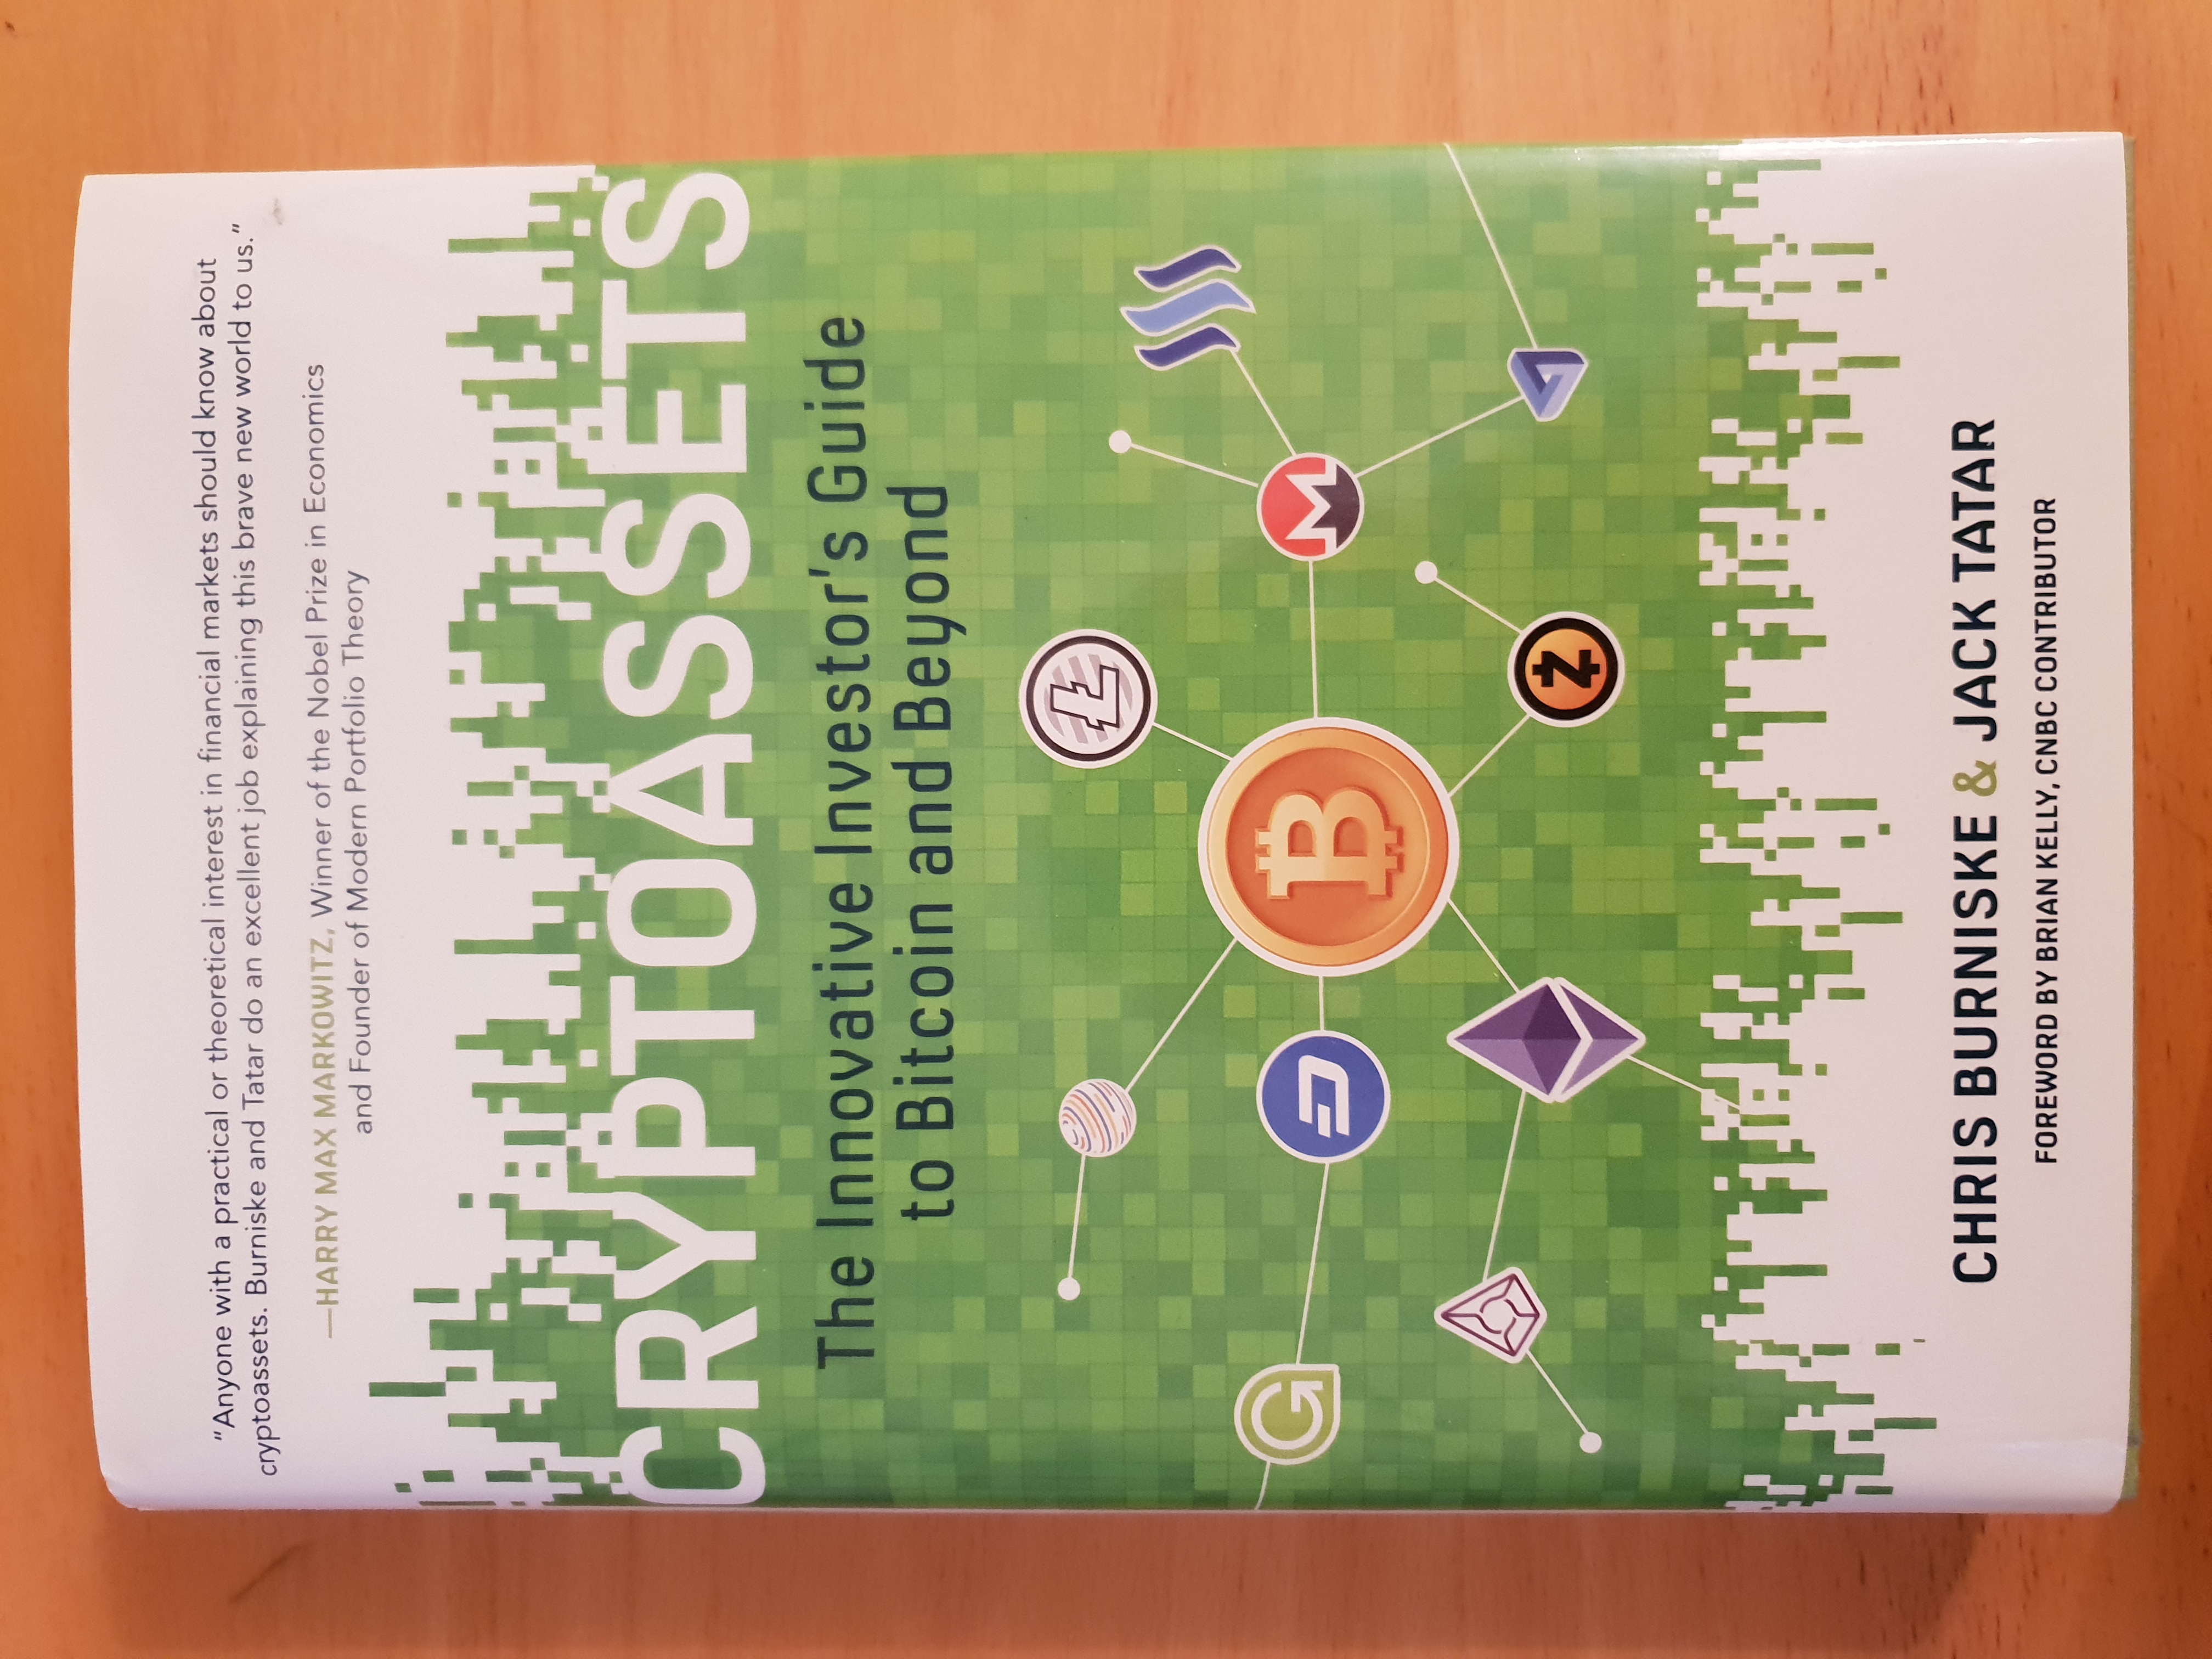 "Anyone with a practical or theoretical interest in financial markets should know about
cryptoassets. Burniske and Tatar do an excellent job explaining this brave new world to us."
—HARRY MAX MARKOWITZ, Winner of the Nobel Prize in Economics
and Founder of Modern Portfolio Theory
CRYPTOASSETS
The Innovative Investor's Guide
to Bitcoin and Beyond
CHRIS BURNISKE & JACK TATAR
FOREWORD BY BRIAN KELLY, CNBC CONTRIBUTOR